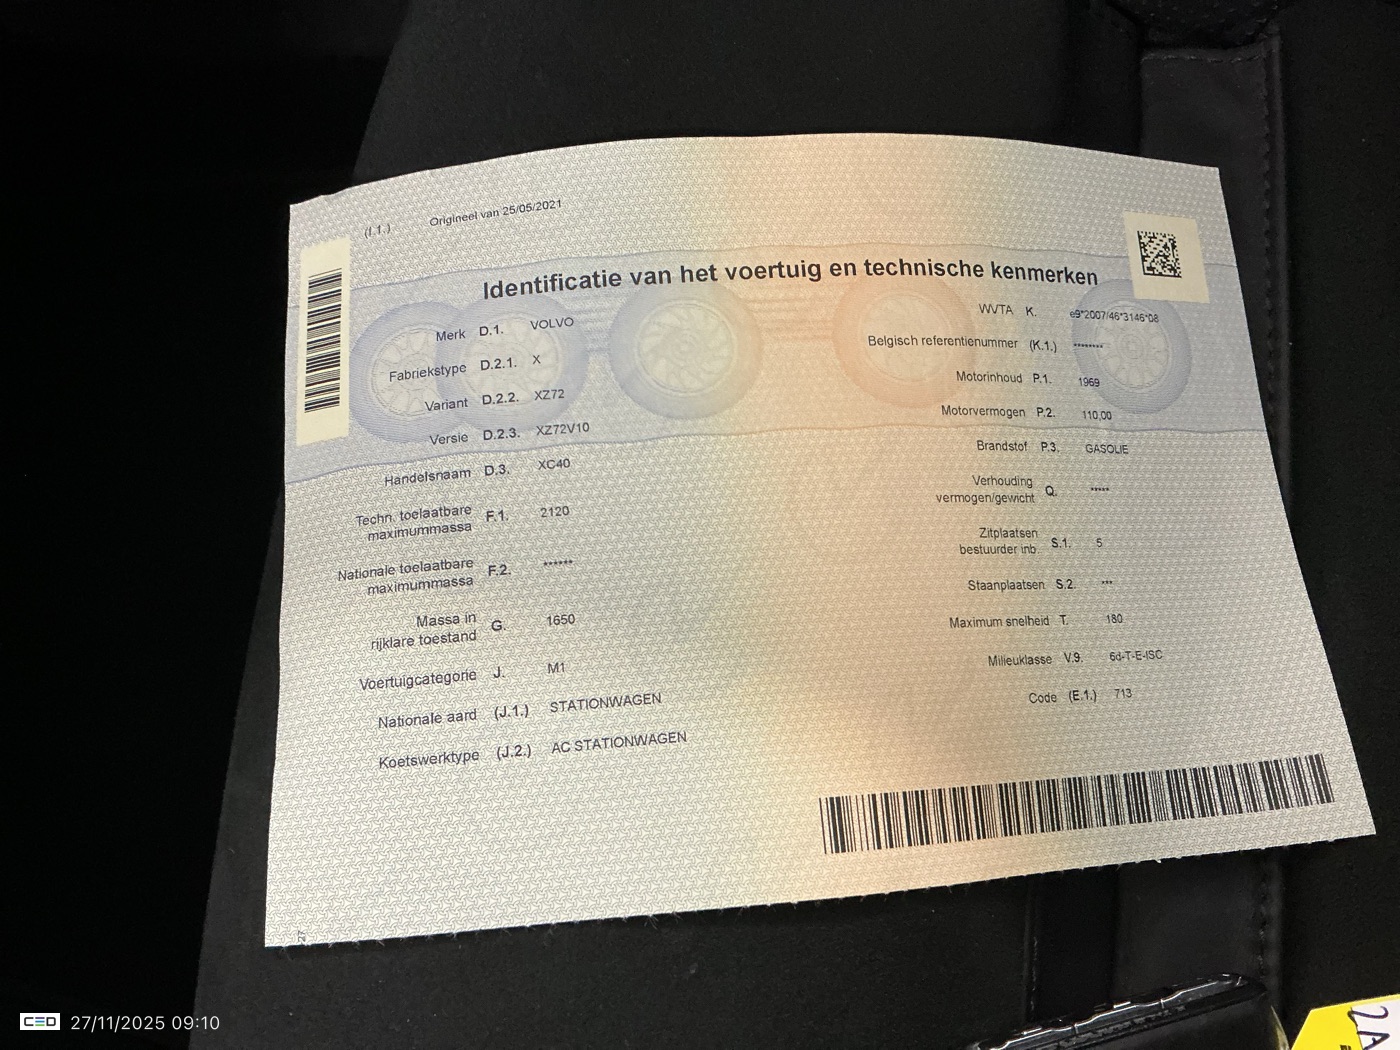 (I.1.) Origineel van 25/05/2021
Identificatie van het voertuig en technische kenmerken
Merk D.1. VOLVO
Fabriekstype D.2.1. X
Variant D.2.2. XZ72
Versie D.2.3. XZ72V10
Handelsnaam D.3. XC40
Techn. toelaatbare
maximummassa F.1. 2120
Nationale toelaatbare
maximummassa F.2. ******
Massa in
rijklare toestand G. 1650
Voertuigcategorie J. M1
Nationale aard (J.1.) STATIONWAGEN
Koetswerktype (J.2.) AC STATIONWAGEN
WVTA K. e9*2007/46*3146*08
Belgisch referentienummer (K.1.) ********
Motorinhoud P.1. 1969
Motorvermogen P.2. 110,00
Brandstof P.3. GASOLIE
Verhouding
vermogen/gewicht Q. *****
Zitplaatsen
bestuurder inb. S.1. 5
Staanplaatsen S.2. ***
Maximum snelheid T. 180
Milieuklasse V.9. 6d-T-E-ISC
Code (E.1.) 713
27
CED 27/11/2025 09:10
2A